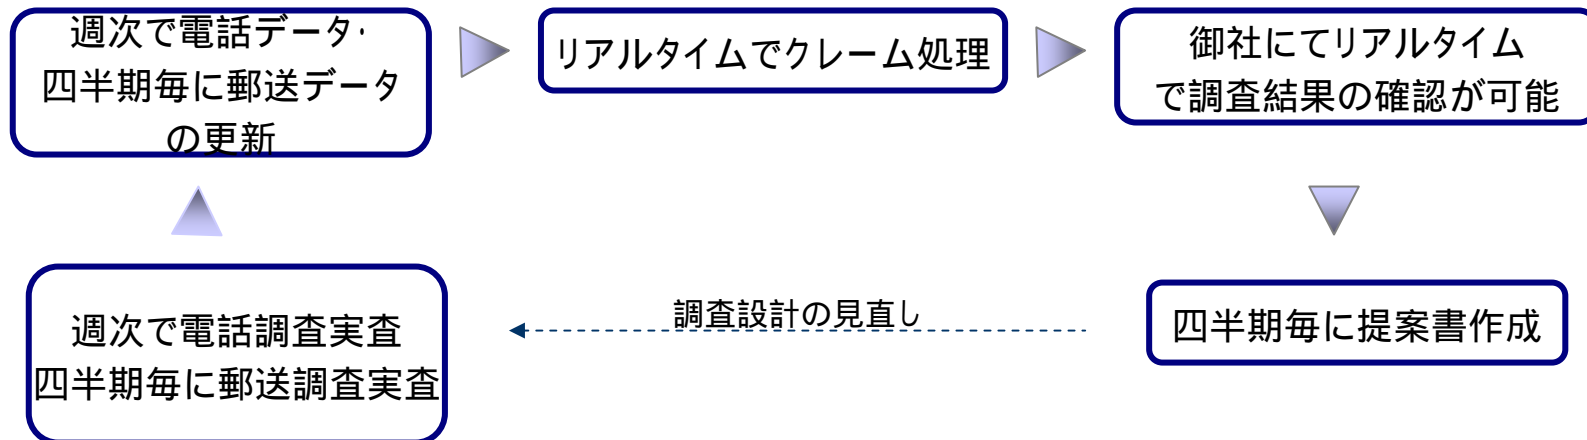 週次で電話データ・
四半期毎に郵送データ
の更新
リアルタイムでクレーム処理
御社にてリアルタイム
で調査結果の確認が可能
週次で電話調査実査
四半期毎に郵送調査実査
調査設計の見直し
四半期毎に提案書作成